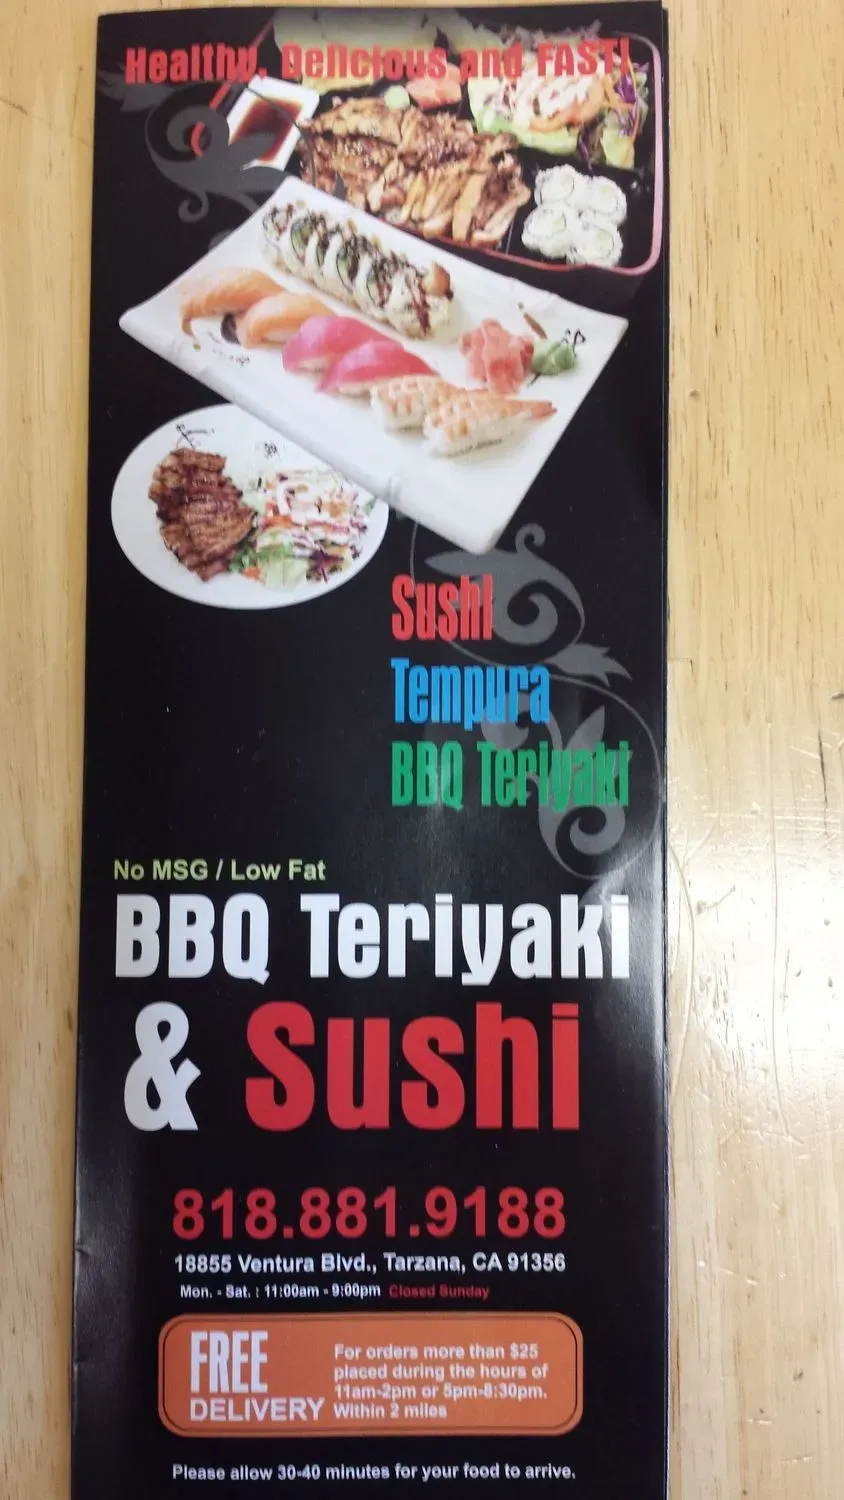 Healthy, Delicious and FAST!
Sushi
Tempura
BBQ Teriyaki
No MSG / Low Fat
BBQ Teriyaki
& Sushi
818.881.9188
18855 Ventura Blvd., Tarzana, CA 91356
Mon. - Sat. : 11:00am - 9:00pm Closed Sunday
FREE
DELIVERY
For orders more than $25
placed during the hours of
11am-2pm or 5pm-8:30pm.
Within 2 miles
Please allow 30-40 minutes for your food to arrive.